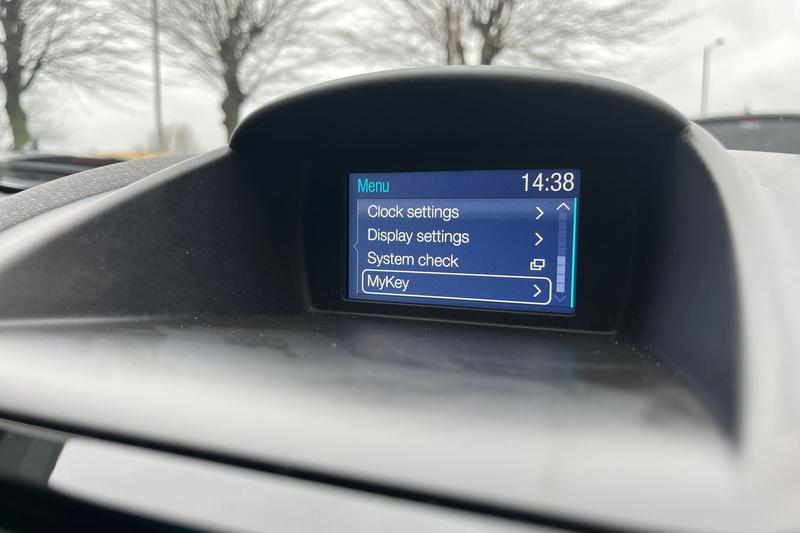 Menu 14:38
Clock settings
Display settings
System check
MyKey